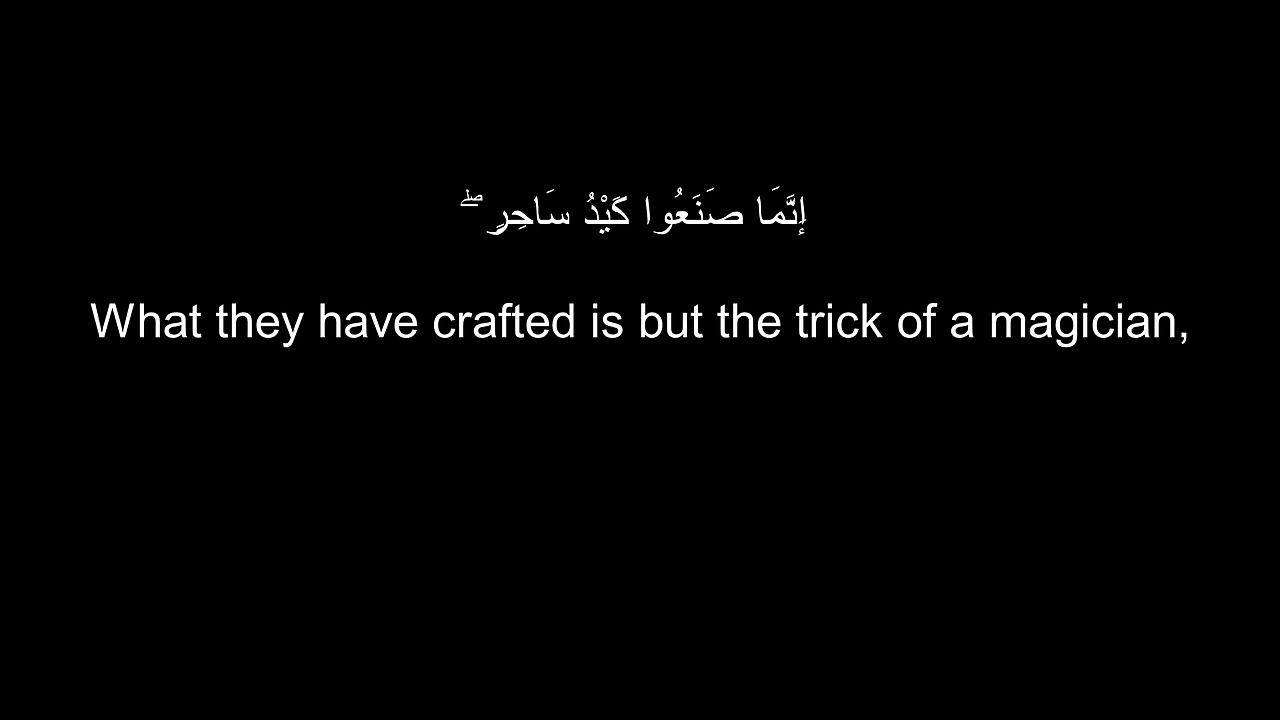 إِنَّمَا صَنَعُوا كَيْدُ سَاحِرٍ ۖ
What they have crafted is but the trick of a magician,